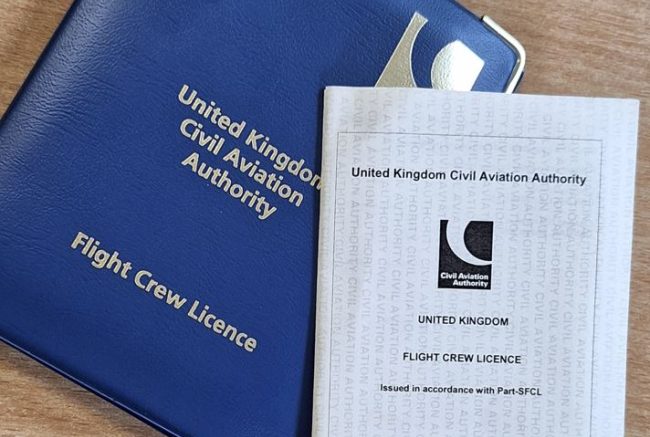 United Kingdom
Civil Aviation
Authority
Flight Crew Licence
United Kingdom Civil Aviation Authority
Civil Aviation
Authority
UNITED KINGDOM
FLIGHT CREW LICENCE
Issued in accordance with Part-SFCL